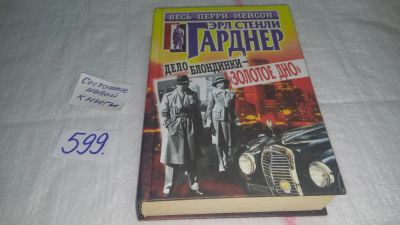 ВЕСЬ ПЕРРИ МЕЙСОН
ЭРЛ СТЕНЛИ
ГАРДНЕР
ДЕЛО
БЛОНДИНКИ—
«ЗОЛОТОЕ ДНО»
Состояние
новой
книги
599.